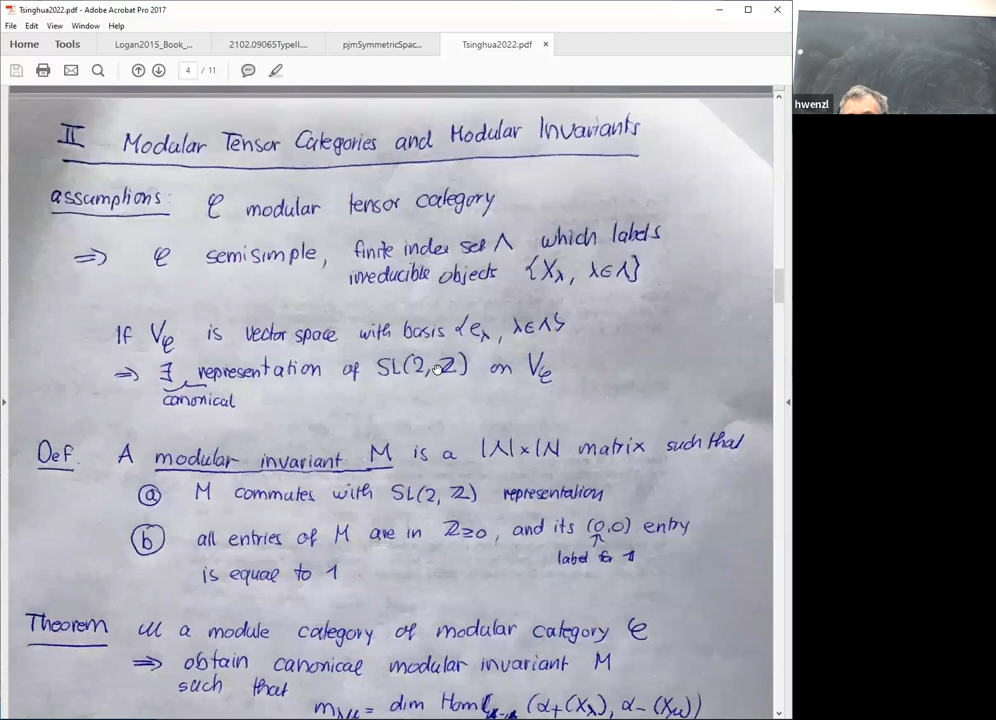 Tsinghua2022.pdf - Adobe Acrobat Pro 2017
File Edit View Window Help
Home Tools Logan2015_Book_... 2102.09065TypeII.... pjmSymmetricSpac... Tsinghua2022.pdf ×
4 / 11
hwenzl
II Modular Tensor Categories and Modular Invariants
assumptions: 𝒞 modular tensor category
⇒ 𝒞 semisimple, finite index set Λ which labels
irreducible objects {X_λ, λ∈Λ}
If V_𝒞 is vector space with basis {e_λ, λ∈Λ}
⇒ ∃ representation of SL(2,ℤ) on V_𝒞
canonical
Def. A modular invariant M is a |Λ|×|Λ| matrix such that
ⓐ M commutes with SL(2, ℤ) representation
ⓑ all entries of M are in ℤ≥0, and its (0,0) entry
label for 1
is equal to 1
Theorem ℳ a module category of modular category 𝒞
⇒ obtain canonical modular invariant M
such that
m_λμ = dim Hom (α+(X_λ), α-(X_μ))